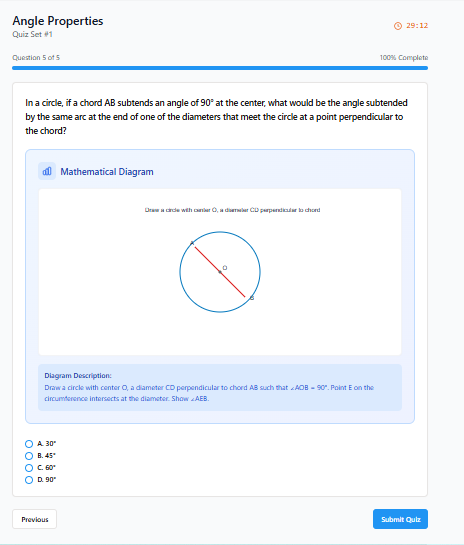 Angle Properties
Quiz Set #1
29:12
Question 5 of 5
100% Complete
In a circle, if a chord AB subtends an angle of 90° at the center, what would be the angle subtended
by the same arc at the end of one of the diameters that meet the circle at a point perpendicular to
the chord?
Mathematical Diagram
Draw a circle with center O, a diameter CD perpendicular to chord
A
O
B
Diagram Description:
Draw a circle with center O, a diameter CD perpendicular to chord AB such that ∠AOB = 90°. Point E on the
circumference intersects at the diameter. Show ∠AEB.
A. 30°
B. 45°
C. 60°
D. 90°
Previous
Submit Quiz